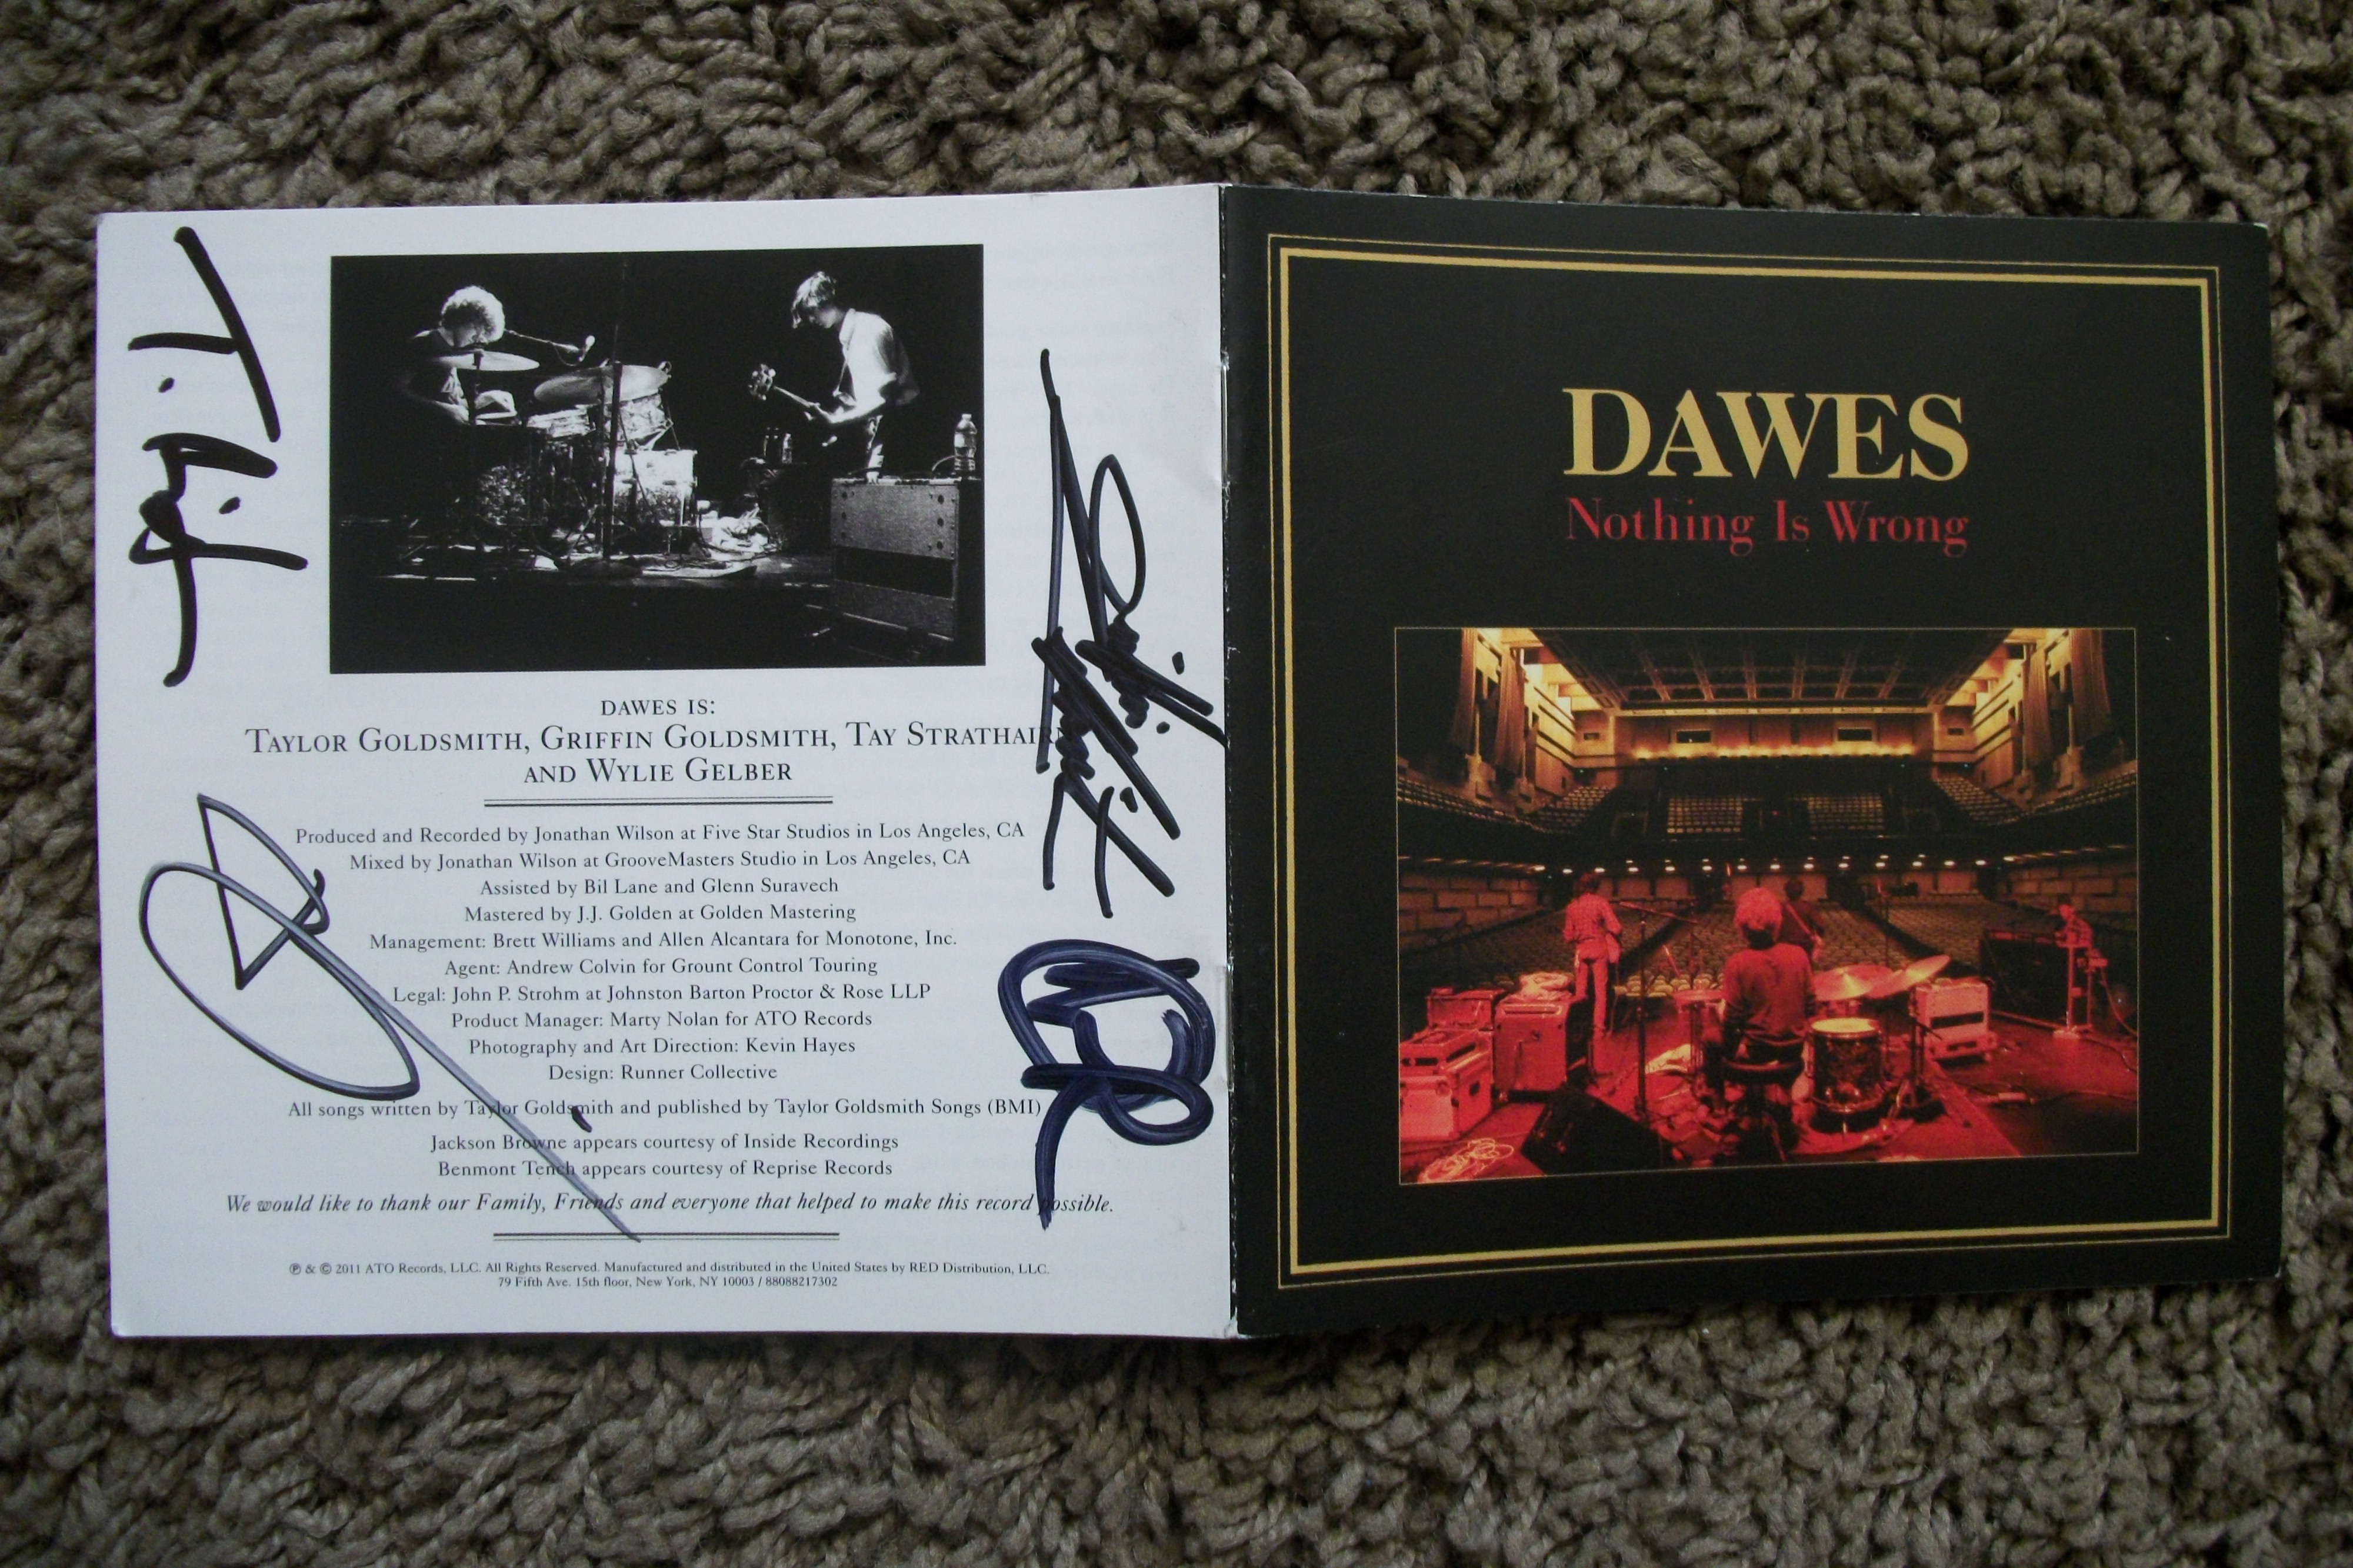 DAWES IS:
TAYLOR GOLDSMITH, GRIFFIN GOLDSMITH, TAY STRATHAIRN
AND WYLIE GELBER
Produced and Recorded by Jonathan Wilson at Five Star Studios in Los Angeles, CA
Mixed by Jonathan Wilson at GrooveMasters Studio in Los Angeles, CA
Assisted by Bil Lane and Glenn Suravech
Mastered by J.J. Golden at Golden Mastering
Management: Brett Williams and Allen Alcantara for Monotone, Inc.
Agent: Andrew Colvin for Grount Control Touring
Legal: John P. Strohm at Johnston Barton Proctor & Rose LLP
Product Manager: Marty Nolan for ATO Records
Photography and Art Direction: Kevin Hayes
Design: Runner Collective
All songs written by Taylor Goldsmith and published by Taylor Goldsmith Songs (BMI)
Jackson Browne appears courtesy of Inside Recordings
Benmont Tench appears courtesy of Reprise Records
We would like to thank our Family, Friends and everyone that helped to make this record possible.
℗ & © 2011 ATO Records, LLC. All Rights Reserved. Manufactured and distributed in the United States by RED Distribution, LLC.
79 Fifth Ave. 15th floor, New York, NY 10003 / 88088217302
DAWES
Nothing Is Wrong